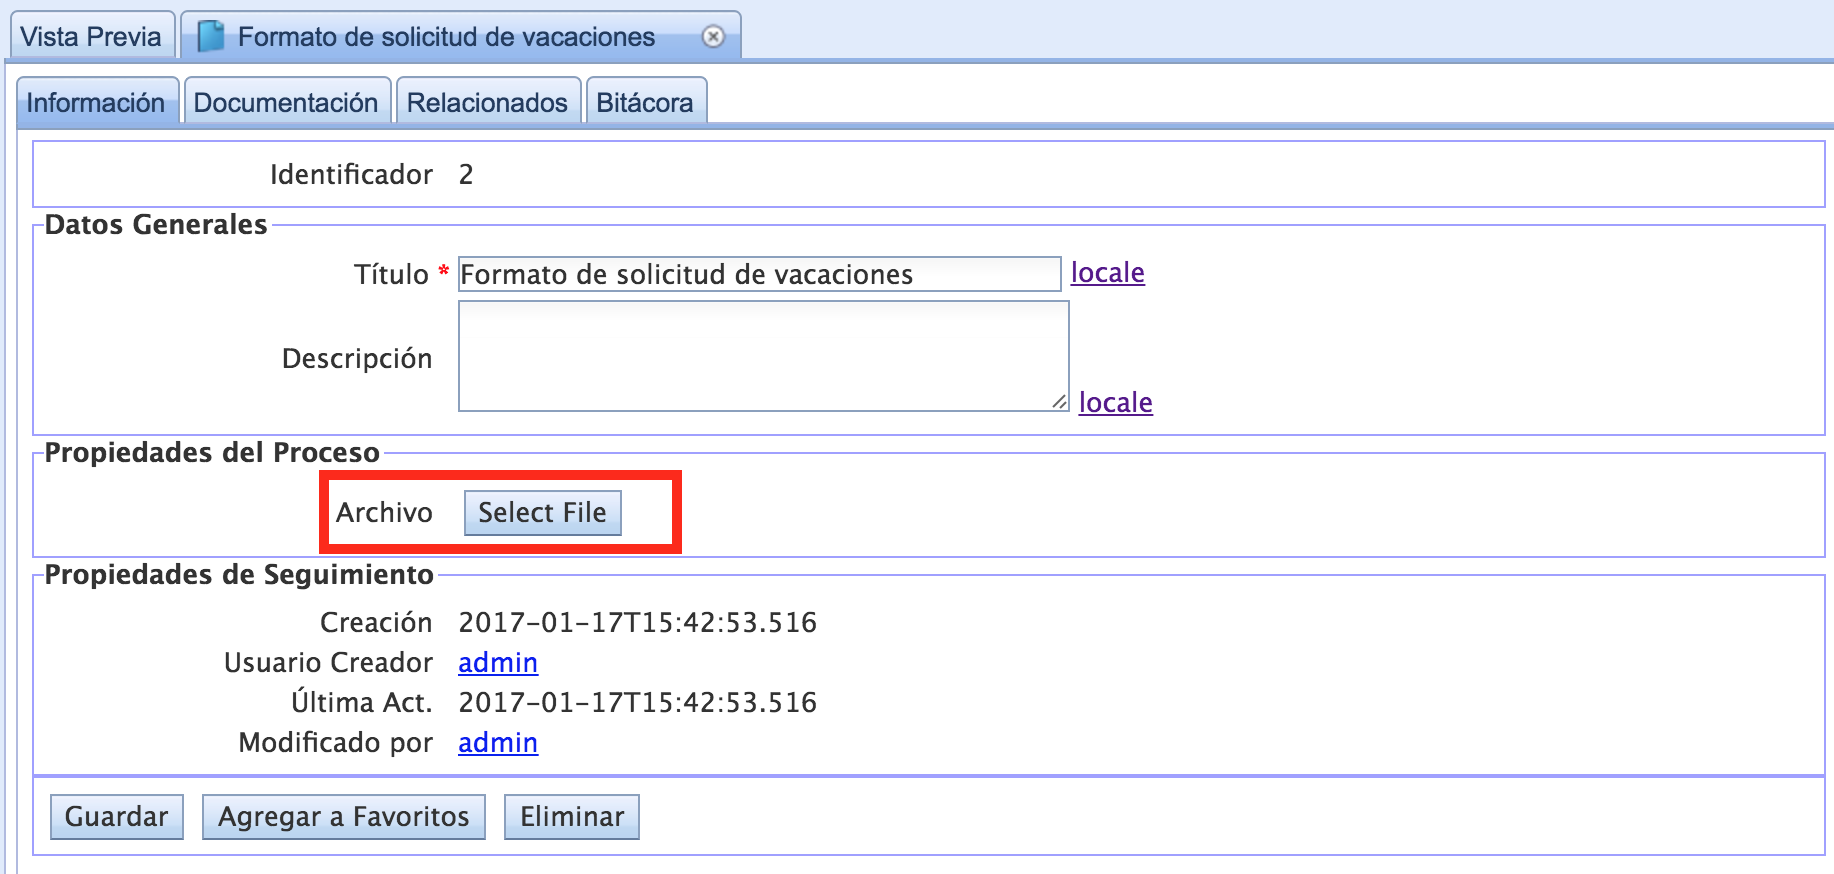 Vista Previa Formato de solicitud de vacaciones
Información Documentación Relacionados Bitácora
Identificador 2
Datos Generales
Título * Formato de solicitud de vacaciones locale
Descripción
locale
Propiedades del Proceso
Archivo Select File
Propiedades de Seguimiento
Creación 2017-01-17T15:42:53.516
Usuario Creador admin
Última Act. 2017-01-17T15:42:53.516
Modificado por admin
Guardar Agregar a Favoritos Eliminar